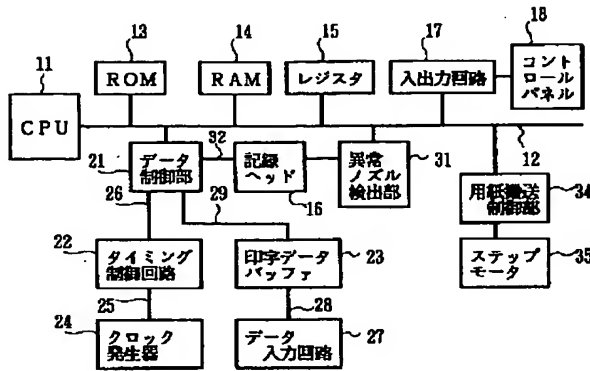 13
14
15
17
18
11
ROM
RAM
レジスタ
入出力回路
コント
ロール
パネル
CPU
21
データ
制御部
32
記録
ヘッド
16
異常
ノズル
検出部
31
12
26
29
用紙搬送
制御部
34
22
タイミング
制御回路
印字データ
バッファ
23
ステップ
モータ
35
25
28
24
クロック
発生器
データ
入力回路
27